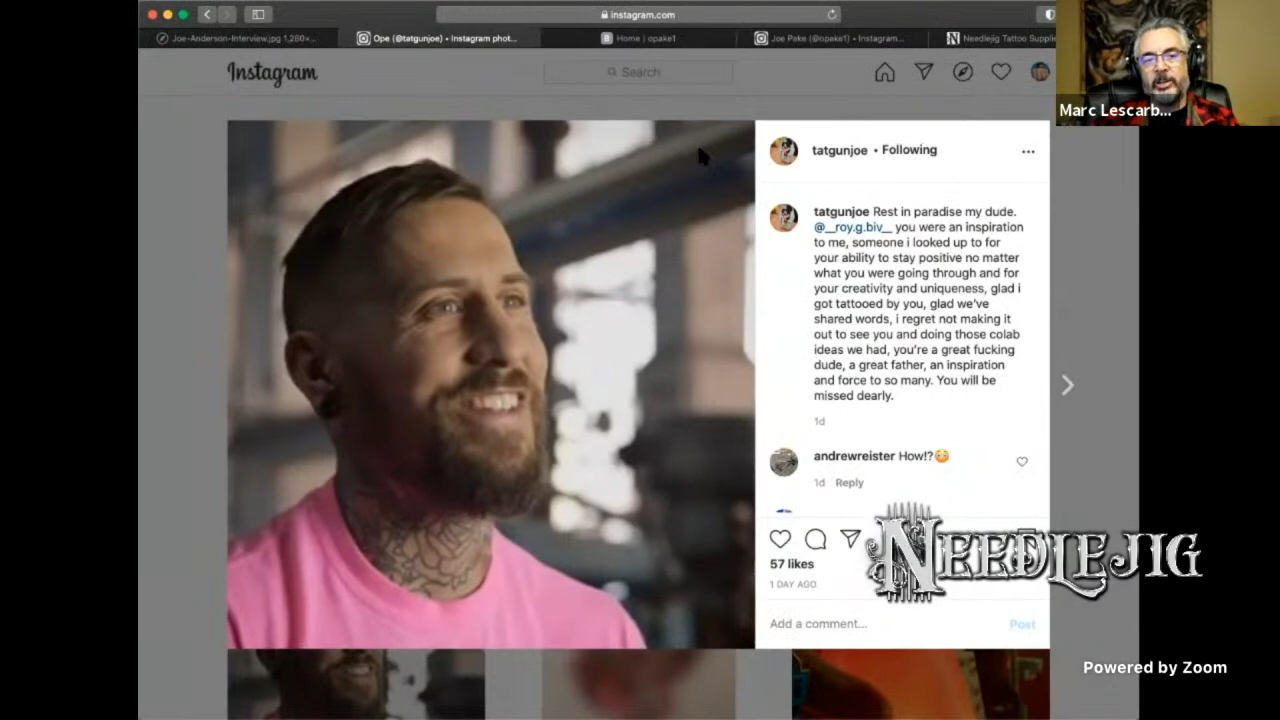 instagram.com
Joe-Anderson-Interview.jpg 1,280×...
Ope (@tatgunjoe) • Instagram phot...
Home | opake1
Joe Pake (@opake1) • Instagram...
Needlejig Tattoo Supplie
Instagram
Search
Marc Lescarb...
tatgunjoe • Following
tatgunjoe Rest in paradise my dude.
@__roy.g.biv__ you were an inspiration
to me, someone i looked up to for
your ability to stay positive no matter
what you were going through and for
your creativity and uniqueness, glad i
got tattooed by you, glad we've
shared words, i regret not making it
out to see you and doing those colab
ideas we had, you're a great fucking
dude, a great father, an inspiration
and force to so many. You will be
missed dearly.
1d
andrewreister How!?😳
1d Reply
57 likes
1 DAY AGO
NEEDLEJIG
Add a comment...
Post
Powered by Zoom